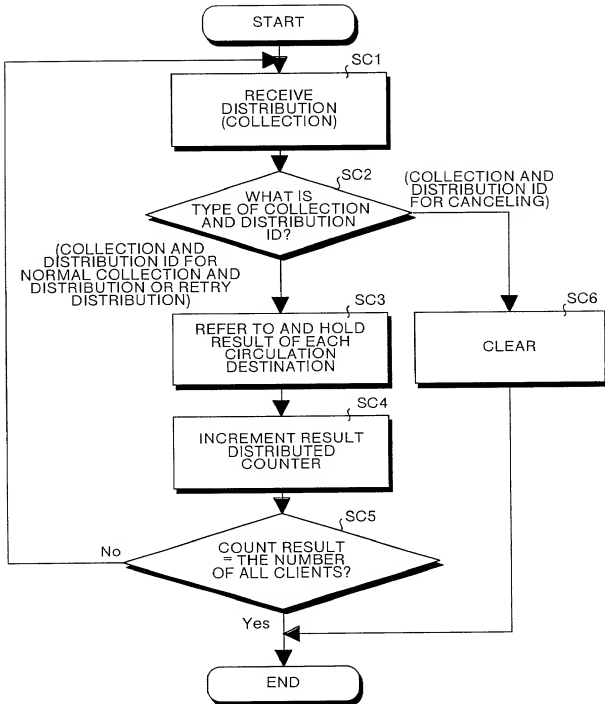 START
SC1
RECEIVE
DISTRIBUTION
(COLLECTION)
SC2
WHAT IS
TYPE OF COLLECTION
AND DISTRIBUTION
ID?
(COLLECTION AND
DISTRIBUTION ID
FOR CANCELING)
(COLLECTION AND
DISTRIBUTION ID FOR
NORMAL COLLECTION AND
DISTRIBUTION OR RETRY
DISTRIBUTION)
SC3
REFER TO AND HOLD
RESULT OF EACH
CIRCULATION
DESTINATION
SC6
CLEAR
SC4
INCREMENT RESULT
DISTRIBUTED
COUNTER
SC5
COUNT RESULT
= THE NUMBER
OF ALL CLIENTS?
No
Yes
END